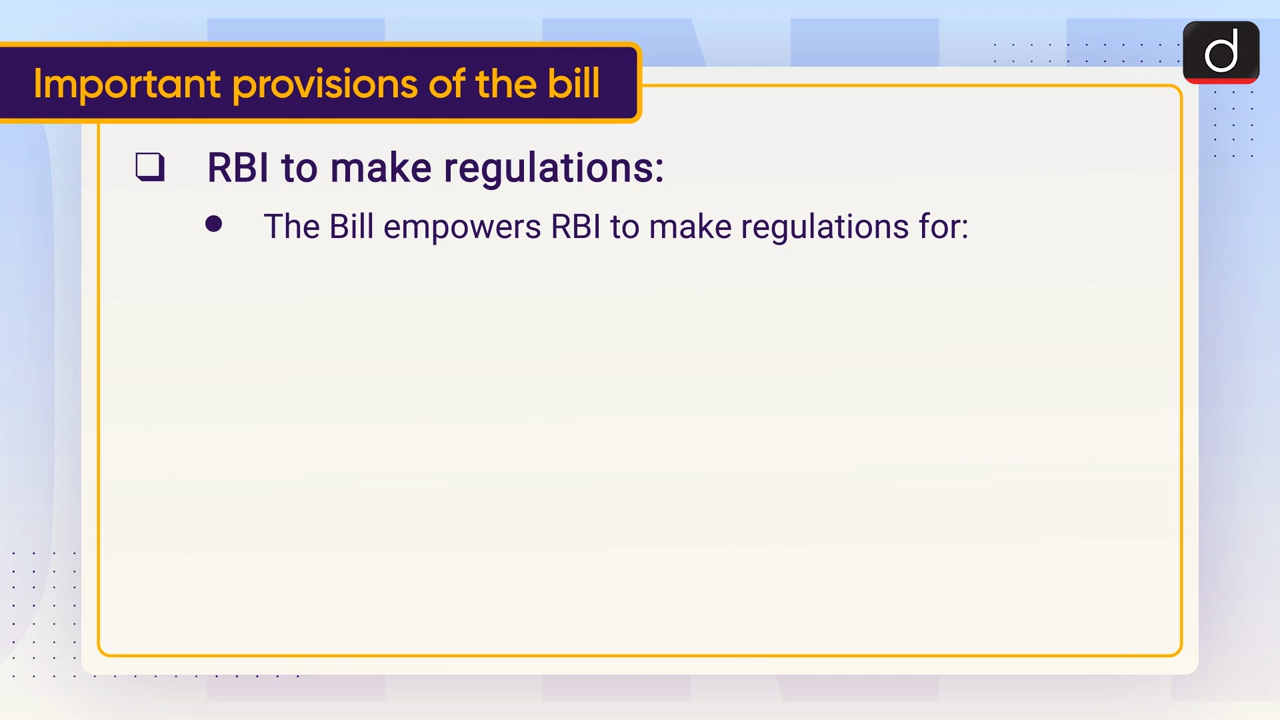 Important provisions of the bill
d
❑ RBI to make regulations:
● The Bill empowers RBI to make regulations for: